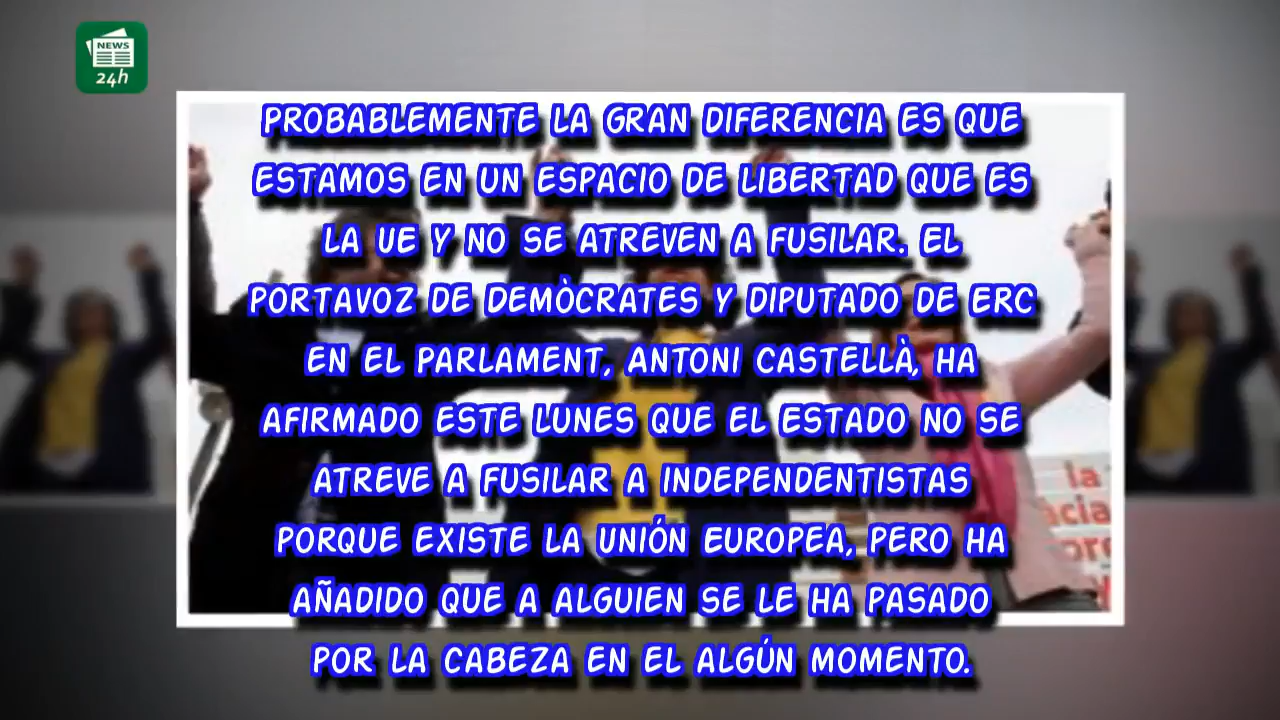 NEWS
24h
PROBABLEMENTE LA GRAN DIFERENCIA ES QUE
ESTAMOS EN UN ESPACIO DE LIBERTAD QUE ES
LA UE Y NO SE ATREVEN A FUSILAR. EL
PORTAVOZ DE DEMÒCRATES Y DIPUTADO DE ERC
EN EL PARLAMENT, ANTONI CASTELLÀ, HA
AFIRMADO ESTE LUNES QUE EL ESTADO NO SE
ATREVE A FUSILAR A INDEPENDENTISTAS
PORQUE EXISTE LA UNIÓN EUROPEA, PERO HA
AÑADIDO QUE A ALGUIEN SE LE HA PASADO
POR LA CABEZA EN EL ALGÚN MOMENTO.
la